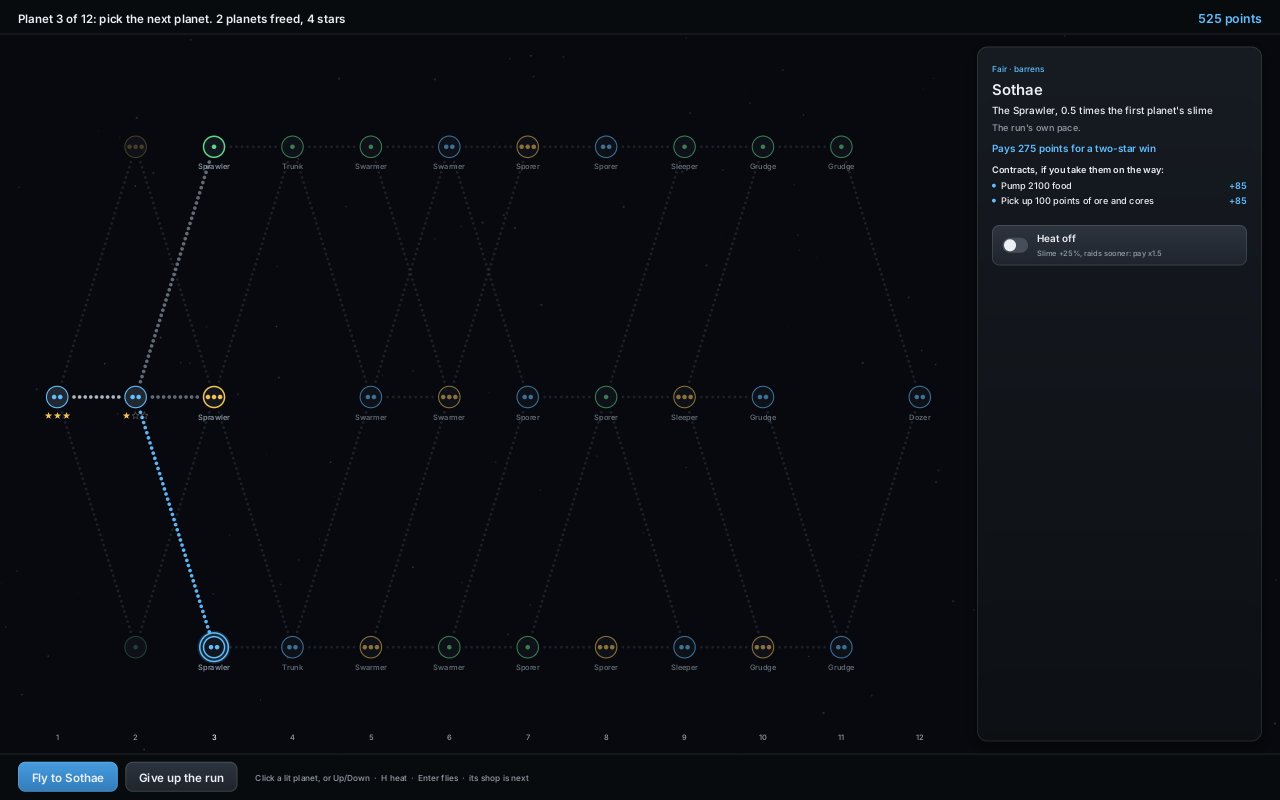 Planet 3 of 12: pick the next planet. 2 planets freed, 4 stars
525 points
Sprawler
Trunk
Swarmer
Swarmer
Sporer
Sporer
Sleeper
Grudge
Grudge
★★★
★☆☆
Sprawler
Swarmer
Swarmer
Sporer
Sporer
Sleeper
Grudge
Dozer
Sprawler
Trunk
Swarmer
Swarmer
Sporer
Sporer
Sleeper
Grudge
Grudge
1 2 3 4 5 6 7 8 9 10 11 12
Fair · barrens
Sothae
The Sprawler, 0.5 times the first planet's slime
The run's own pace.
Pays 275 points for a two-star win
Contracts, if you take them on the way:
Pump 2100 food +85
Pick up 100 points of ore and cores +85
Heat off
Slime +25%, raids sooner: pay x1.5
Fly to Sothae
Give up the run
Click a lit planet, or Up/Down · H heat · Enter flies · its shop is next